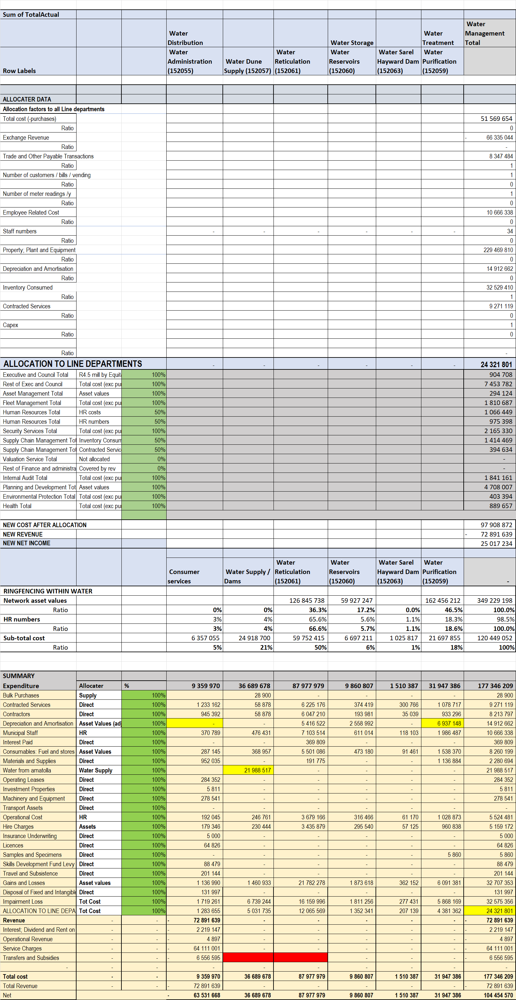 Sum of TotalActual
Water Distribution Water Storage Water Treatment Water Management Total
Row Labels Water Administration (152055) Water Dune Supply (152057) Water Reticulation (152061) Water Reservoirs (152060) Water Sarel Hayward Dam (152063) Water Purification (152059)
ALLOCATER DATA
Allocation factors to all Line departments
Total cost (-purchases) 51 569 654
Ratio 0
Exchange Revenue - 66 335 044
Ratio -
Trade and Other Payable Transactions 8 347 484
Ratio 1
Number of customers / bills / vending 1
Ratio 0
Number of meter readings /y 1
Ratio 0
Employee Related Cost 10 666 338
Ratio 0
Staff numbers - - - - - - 34
Ratio 0
Property; Plant and Equipment 229 469 810
Ratio 0
Depreciation and Amortisation 14 912 662
Ratio 0
Inventory Consumed 32 529 410
Ratio 1
Contracted Services 9 271 119
Ratio 0
Capex 1
Ratio 0
Ratio -
ALLOCATION TO LINE DEPARTMENTS - - - - - - 24 321 801
Executive and Council Total R4.5 mill by Equit 100% 904 708
Rest of Exec and Council Total cost (exc pu 100% 7 453 782
Asset Management Total Asset values 100% 294 124
Fleet Management Total Total cost (exc pu 100% 1 810 687
Human Resources Total HR costs 50% 1 066 449
Human Resources Total HR numbers 50% 975 398
Security Services Total Total cost (exc pu 100% 2 165 330
Supply Chain Management Tot Inventory Consum 50% 1 414 469
Supply Chain Management Tot Contracted Servic 50% 394 634
Valuation Service Total Not allocated 0% -
Rest of Finance and administra Covered by rev 0% -
Internal Audit Total Total cost (exc pu 100% 1 841 161
Planning and Development Tot Asset values 100% 4 708 007
Environmental Protection Total Total cost (exc pu 100% 403 394
Health Total Total cost (exc pu 100% 889 657
NEW COST AFTER ALLOCATION 97 908 872
NEW REVENUE - 72 891 639
NEW NET INCOME 25 017 234
Consumer services Water Supply / Dams Water Reticulation (152061) Water Reservoirs (152060) Water Sarel Hayward Dam (152063) Water Purification (152059) -
RINGFENCING WITHIN WATER
Network asset values 126 845 738 59 927 247 162 456 212 349 229 198
Ratio 0% 0% 36.3% 17.2% 0.0% 46.5% 100.0%
HR numbers 3% 4% 65.6% 5.6% 1.1% 18.3% 98.5%
Ratio 3% 4% 66.6% 5.7% 1.1% 18.6% 100.0%
Sub-total cost 6 357 055 24 918 700 59 752 415 6 697 211 1 025 817 21 697 855 120 449 052
Ratio 5% 21% 50% 6% 1% 18% 100%
SUMMARY
Expenditure Allocater % 9 359 970 36 689 678 87 977 979 9 860 807 1 510 387 31 947 386 177 346 209
Bulk Purchases Supply 100% 28 900 - - - - 28 900
Contracted Services Direct 100% 1 233 162 58 878 6 225 176 374 419 300 766 1 078 717 9 271 119
Contractors Direct 100% 945 392 58 878 6 047 210 193 981 35 039 933 296 8 213 797
Depreciation and Amortisation Asset Values (adj 100% - - 5 416 522 2 558 992 - 6 937 148 14 912 662
Municipal Staff HR 100% 370 789 476 431 7 103 514 611 014 118 103 1 986 487 10 666 338
Interest Paid Direct 100% - - 369 809 - - - 369 809
Consumables: Fuel and stores Asset Values 100% 287 145 368 957 5 501 086 473 180 91 461 1 538 370 8 260 199
Materials and Supplies Direct 100% 952 035 - 191 775 - - 1 136 884 2 280 694
Water from amatolla Water Supply 100% 21 988 517 - - - - 21 988 517
Operating Leases Direct 100% 284 352 - - - - - 284 352
Investment Properties Direct 100% 5 811 - - - - - 5 811
Machinery and Equipment Direct 100% 278 541 - - - - - 278 541
Transport Assets Direct 100% - - - - - - -
Operational Cost HR 100% 192 045 246 761 3 679 166 316 466 61 170 1 028 873 5 524 481
Hire Charges Assets 100% 179 346 230 444 3 435 879 295 540 57 125 960 838 5 159 172
Insurance Underwriting Direct 100% 5 000 - - - - - 5 000
Licences Direct 100% 64 826 - - - - - 64 826
Samples and Specimens Direct 100% - - - - - 5 860 5 860
Skills Development Fund Levy Direct 100% 88 479 - - - - - 88 479
Travel and Subsistence Direct 100% 201 144 - - - - - 201 144
Gains and Losses Asset values 100% 1 136 990 1 460 933 21 782 278 1 873 618 362 152 6 091 381 32 707 353
Disposal of Fixed and Intangible Direct 100% 131 997 - - - - - 131 997
Impairment Loss Tot Cost 100% 1 719 261 6 739 244 16 159 996 1 811 256 277 431 5 868 169 32 575 356
ALLOCATION TO LINE DEPA Tot Cost 100% 1 283 655 5 031 735 12 065 569 1 352 341 207 139 4 381 362 24 321 801
Revenue - - - 72 891 639 - - - - - - 72 891 639
Interest; Dividend and Rent on - - - 2 219 147 - - - - - - 2 219 147
Operational Revenue - - - 4 897 - - - - - - 4 897
Service Charges - - - 64 111 001 - - - - - - 64 111 001
Transfers and Subsidies - - - 6 556 595 - - - - 6 556 595
- - - - - - - - - -
Total cost - - 9 359 970 36 689 678 87 977 979 9 860 807 1 510 387 31 947 386 177 346 209
Total Revenue - - - 72 891 639 - - - - - - 72 891 639
Net - 63 531 668 36 689 678 87 977 979 9 860 807 1 510 387 31 947 386 104 454 570